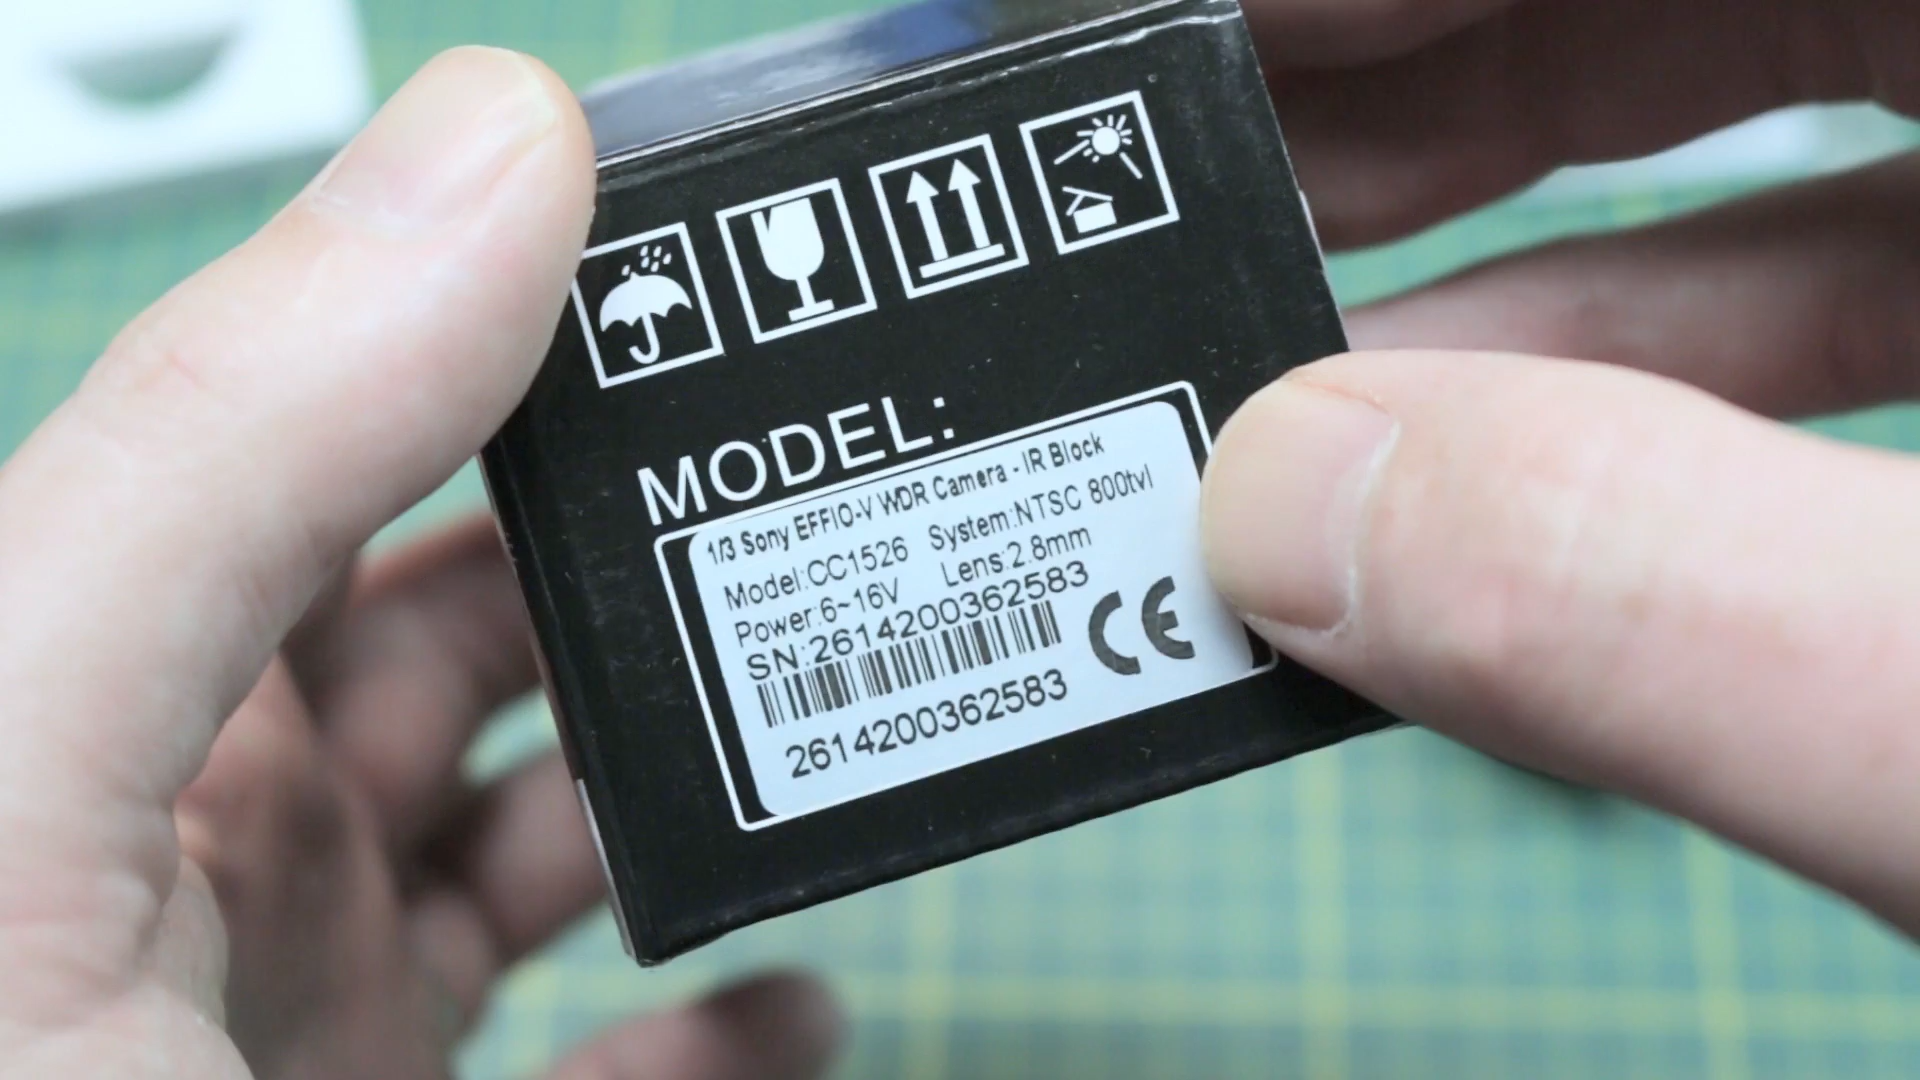 MODEL:
1/3 Sony EFFIO-V WDR Camera - IR Block
Model:CC1526 System:NTSC 800tvl
Power:6~16V Lens:2.8mm
SN:2614200362583
CE
2614200362583